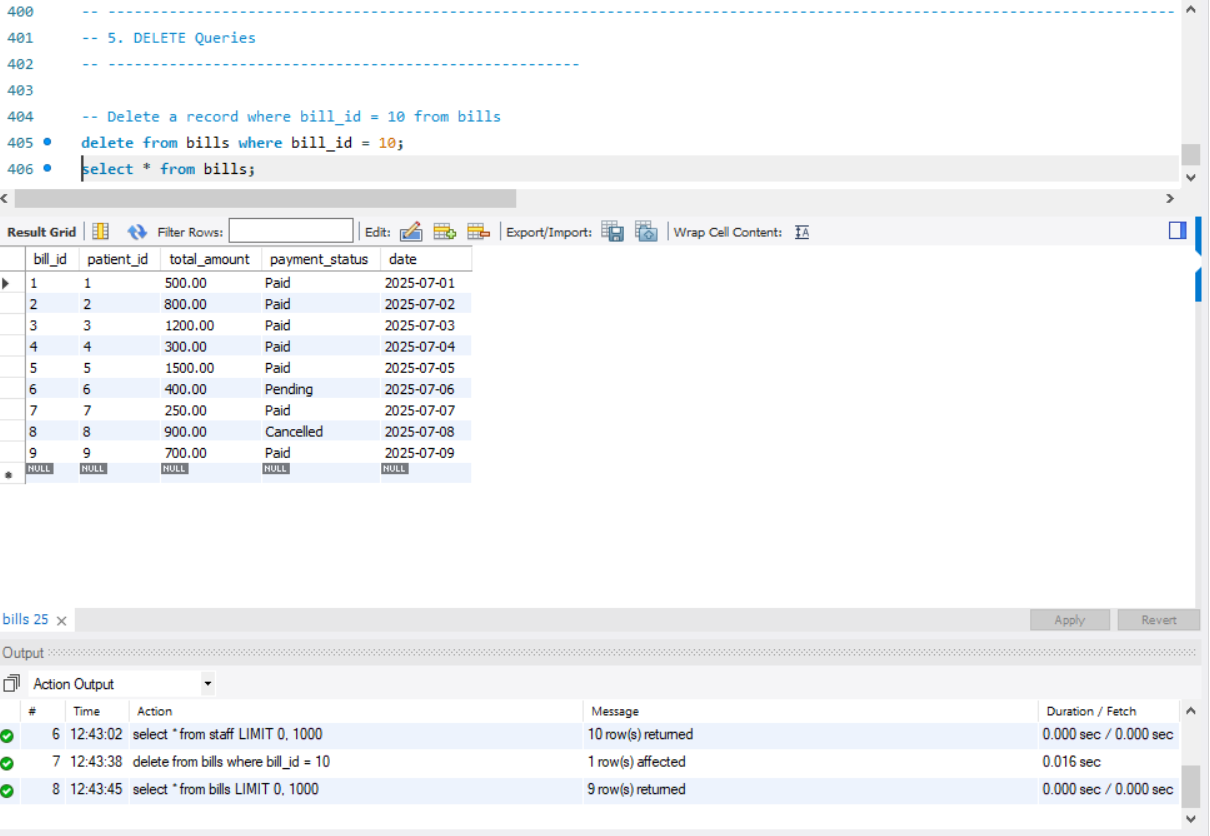 400 -- -------------------------------------------------------------------------------------------------------------------------
401 -- 5. DELETE Queries
402 -- ------------------------------------------------------
403
404 -- Delete a record where bill_id = 10 from bills
405 delete from bills where bill_id = 10;
406 select * from bills;
Result Grid Filter Rows: Edit: Export/Import: Wrap Cell Content: IA
bill_id patient_id total_amount payment_status date
1 1 500.00 Paid 2025-07-01
2 2 800.00 Paid 2025-07-02
3 3 1200.00 Paid 2025-07-03
4 4 300.00 Paid 2025-07-04
5 5 1500.00 Paid 2025-07-05
6 6 400.00 Pending 2025-07-06
7 7 250.00 Paid 2025-07-07
8 8 900.00 Cancelled 2025-07-08
9 9 700.00 Paid 2025-07-09
NULL NULL NULL NULL NULL
bills 25 Apply Revert
Output
Action Output
# Time Action Message Duration / Fetch
6 12:43:02 select * from staff LIMIT 0, 1000 10 row(s) returned 0.000 sec / 0.000 sec
7 12:43:38 delete from bills where bill_id = 10 1 row(s) affected 0.016 sec
8 12:43:45 select * from bills LIMIT 0, 1000 9 row(s) returned 0.000 sec / 0.000 sec